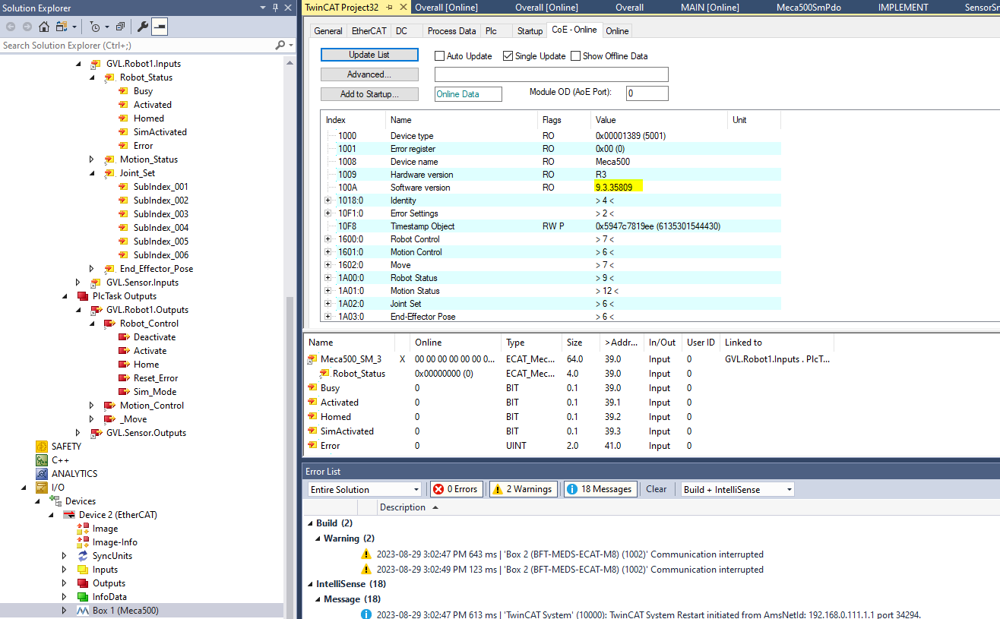 Solution Explorer
Search Solution Explorer (Ctrl+;)
GVL.Robot1.Inputs
Robot_Status
Busy
Activated
Homed
SimActivated
Error
Motion_Status
Joint_Set
SubIndex_001
SubIndex_002
SubIndex_003
SubIndex_004
SubIndex_005
SubIndex_006
End_Effector_Pose
GVL.Sensor.Inputs
PlcTask Outputs
GVL.Robot1.Outputs
Robot_Control
Deactivate
Activate
Home
Reset_Error
Sim_Mode
Motion_Control
_Move
GVL.Sensor.Outputs
SAFETY
C++
ANALYTICS
I/O
Devices
Device 2 (EtherCAT)
Image
Image-Info
SyncUnits
Inputs
Outputs
InfoData
Box 1 (Meca500)
TwinCAT Project32 Overall [Online] Overall [Online] Overall MAIN [Online] Meca500SmPdo IMPLEMENT SensorSm
General EtherCAT DC Process Data Plc Startup CoE - Online Online
Update List Auto Update Single Update Show Offline Data
Advanced...
Add to Startup... Online Data Module OD (AoE Port): 0
Index Name Flags Value Unit
1000 Device type RO 0x00001389 (5001)
1001 Error register RO 0x00 (0)
1008 Device name RO Meca500
1009 Hardware version RO R3
100A Software version RO 9.3.35809
1018:0 Identity > 4 <
10F1:0 Error Settings > 2 <
10F8 Timestamp Object RW P 0x5947c7819ee (6135301544430)
1600:0 Robot Control > 7 <
1601:0 Motion Control > 6 <
1602:0 Move > 7 <
1A00:0 Robot Status > 9 <
1A01:0 Motion Status > 12 <
1A02:0 Joint Set > 6 <
1A03:0 End-Effector Pose > 6 <
Name Online Type Size >Addr... In/Out User ID Linked to
Meca500_SM_3 X 00 00 00 00 00 00 0... ECAT_Mec... 64.0 39.0 Input 0 GVL.Robot1.Inputs . PlcT...
Robot_Status 0x00000000 (0) ECAT_Mec... 4.0 39.0 Input 0
Busy 0 BIT 0.1 39.0 Input 0
Activated 0 BIT 0.1 39.1 Input 0
Homed 0 BIT 0.1 39.2 Input 0
SimActivated 0 BIT 0.1 39.3 Input 0
Error 0 UINT 2.0 41.0 Input 0
Error List
Entire Solution 0 Errors 2 Warnings 18 Messages Clear Build + IntelliSense
Description
Build (2)
Warning (2)
2023-08-29 3:02:47 PM 643 ms | 'Box 2 (BFT-MEDS-ECAT-M8) (1002)' Communication interrupted
2023-08-29 3:02:49 PM 123 ms | 'Box 2 (BFT-MEDS-ECAT-M8) (1002)' Communication interrupted
IntelliSense (18)
Message (18)
2023-08-29 3:02:47 PM 613 ms | 'TwinCAT System' (10000): TwinCAT System Restart initiated from AmsNetId: 192.168.0.111.1.1 port 34294.